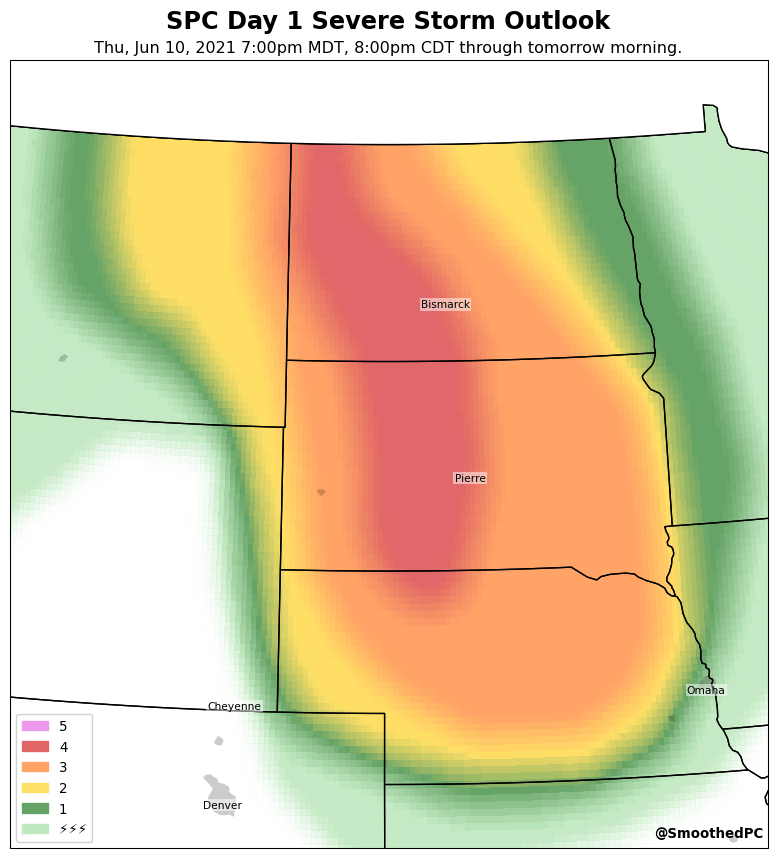 SPC Day 1 Severe Storm Outlook
Thu, Jun 10, 2021 7:00pm MDT, 8:00pm CDT through tomorrow morning.
Bismarck
Pierre
Omaha
Cheyenne
Denver
5
4
3
2
1
⚡⚡⚡
@SmoothedPC